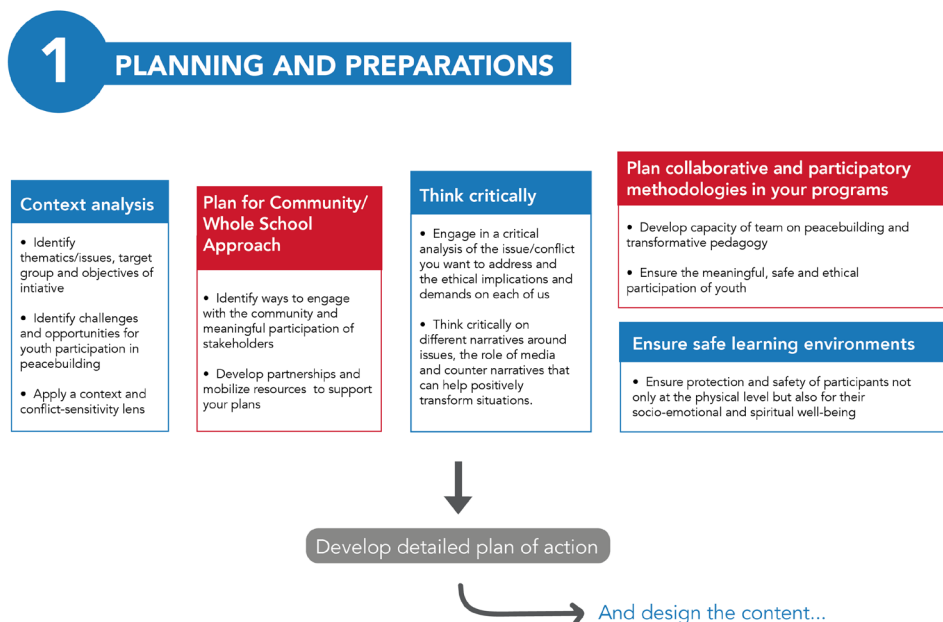 1
PLANNING AND PREPARATIONS
Context analysis
• Identify
thematics/issues, target
group and objectives of
intiative
• Identify challenges
and opportunities for
youth participation in
peacebuilding
• Apply a context and
conflict-sensitivity lens
Plan for Community/
Whole School
Approach
• Identify ways to engage
with the community and
meaningful participation of
stakeholders
• Develop partnerships and
mobilize resources to support
your plans
Think critically
• Engage in a critical
analysis of the issue/conflict
you want to address and
the ethical implications and
demands on each of us
• Think critically on
different narratives around
issues, the role of media
and counter narratives that
can help positively
transform situations.
Plan collaborative and participatory
methodologies in your programs
• Develop capacity of team on peacebuilding and
transformative pedagogy
• Ensure the meaningful, safe and ethical
participation of youth
Ensure safe learning environments
• Ensure protection and safety of participants not
only at the physical level but also for their
socio-emotional and spiritual well-being
Develop detailed plan of action
And design the content...